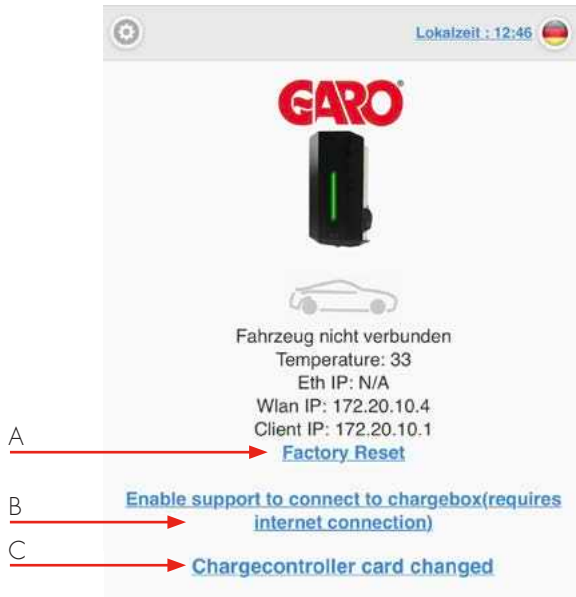 Lokalzeit : 12:46
GARO
Fahrzeug nicht verbunden
Temperature: 33
Eth IP: N/A
Wlan IP: 172.20.10.4
Client IP: 172.20.10.1
A
Factory Reset
Enable support to connect to chargebox(requires
B
internet connection)
C
Chargecontroller card changed